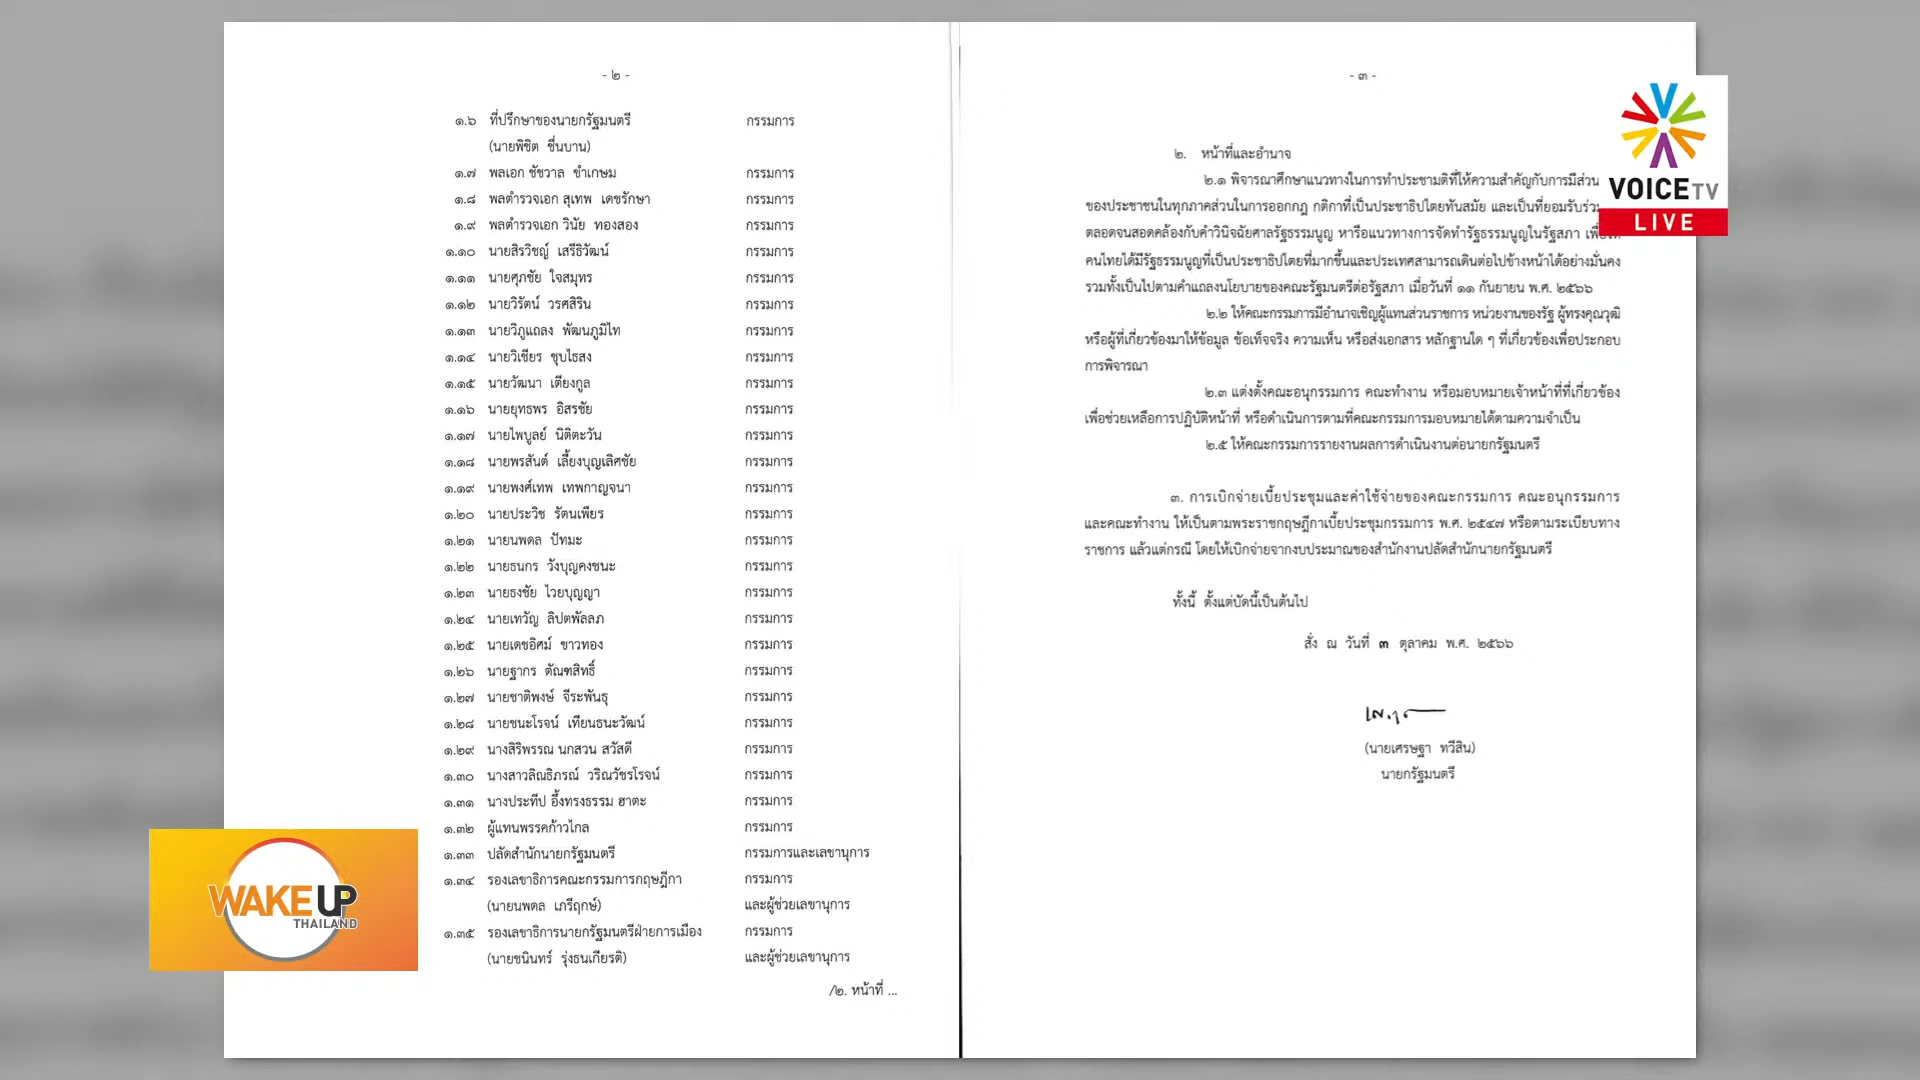 - ๒ -
๑.๖ ที่ปรึกษาของนายกรัฐมนตรี กรรมการ
(นายพิชิต ชื่นบาน)
๑.๗ พลเอก ชัชวาล ขำเกษม กรรมการ
๑.๘ พลตำรวจเอก สุเทพ เดชรักษา กรรมการ
๑.๙ พลตำรวจเอก วินัย ทองสอง กรรมการ
๑.๑๐ นายสิรวิชญ์ เสรีธิวัฒน์ กรรมการ
๑.๑๑ นายศุภชัย ใจสมุทร กรรมการ
๑.๑๒ นายวิรัตน์ วรศสิริน กรรมการ
๑.๑๓ นายวิภูแถลง พัฒนภูมิไท กรรมการ
๑.๑๔ นายวิเชียร ชุบไธสง กรรมการ
๑.๑๕ นายวัฒนา เตียงกูล กรรมการ
๑.๑๖ นายยุทธพร อิสรชัย กรรมการ
๑.๑๗ นายไพบูลย์ นิติตะวัน กรรมการ
๑.๑๘ นายพรสันต์ เลี้ยงบุญเลิศชัย กรรมการ
๑.๑๙ นายพงศ์เทพ เทพกาญจนา กรรมการ
๑.๒๐ นายประวิช รัตนเพียร กรรมการ
๑.๒๑ นายนพดล ปัทมะ กรรมการ
๑.๒๒ นายธนกร วังบุญคงชนะ กรรมการ
๑.๒๓ นายธงชัย ไวยบุญญา กรรมการ
๑.๒๔ นายเทวัญ ลิปตพัลลภ กรรมการ
๑.๒๕ นายเดชอิศม์ ขาวทอง กรรมการ
๑.๒๖ นายฐากร ตัณฑสิทธิ์ กรรมการ
๑.๒๗ นายชาติพงษ์ จีระพันธุ กรรมการ
๑.๒๘ นายชนะโรจน์ เทียนธนะวัฒน์ กรรมการ
๑.๒๙ นางสิริพรรณ นกสวน สวัสดี กรรมการ
๑.๓๐ นางสาวลิณธิภรณ์ วริณวัชรโรจน์ กรรมการ
๑.๓๑ นางประทีป อึ้งทรงธรรม ฮาตะ กรรมการ
๑.๓๒ ผู้แทนพรรคก้าวไกล กรรมการ
๑.๓๓ ปลัดสำนักนายกรัฐมนตรี กรรมการและเลขานุการ
๑.๓๔ รองเลขาธิการคณะกรรมการกฤษฎีกา กรรมการ
(นายนพดล เภรีฤกษ์) และผู้ช่วยเลขานุการ
๑.๓๕ รองเลขาธิการนายกรัฐมนตรีฝ่ายการเมือง กรรมการ
(นายชนินทร์ รุ่งธนเกียรติ) และผู้ช่วยเลขานุการ
/๒. หน้าที่ ...
- ๓ -
๒. หน้าที่และอำนาจ
๒.๑ พิจารณาศึกษาแนวทางในการทำประชามติที่ให้ความสำคัญกับการมีส่วน
ของประชาชนในทุกภาคส่วนในการออกกฎ กติกาที่เป็นประชาธิปไตยทันสมัย และเป็นที่ยอมรับร่วม
ตลอดจนสอดคล้องกับคำวินิจฉัยศาลรัฐธรรมนูญ หารือแนวทางการจัดทำรัฐธรรมนูญในรัฐสภา
คนไทยได้มีรัฐธรรมนูญที่เป็นประชาธิปไตยที่มากขึ้นและประเทศสามารถเดินต่อไปข้างหน้าได้อย่างมั่นคง
รวมทั้งเป็นไปตามคำแถลงนโยบายของคณะรัฐมนตรีต่อรัฐสภา เมื่อวันที่ ๑๑ กันยายน พ.ศ. ๒๕๖๖
๒.๒ ให้คณะกรรมการมีอำนาจเชิญผู้แทนส่วนราชการ หน่วยงานของรัฐ ผู้ทรงคุณวุฒิ
หรือผู้ที่เกี่ยวข้องมาให้ข้อมูล ข้อเท็จจริง ความเห็น หรือส่งเอกสาร หลักฐานใด ๆ ที่เกี่ยวข้องเพื่อประกอบ
การพิจารณา
๒.๓ แต่งตั้งคณะอนุกรรมการ คณะทำงาน หรือมอบหมายเจ้าหน้าที่ที่เกี่ยวข้อง
เพื่อช่วยเหลือการปฏิบัติหน้าที่ หรือดำเนินการตามที่คณะกรรมการมอบหมายได้ตามความจำเป็น
๒.๕ ให้คณะกรรมการรายงานผลการดำเนินงานต่อนายกรัฐมนตรี
๓. การเบิกจ่ายเบี้ยประชุมและค่าใช้จ่ายของคณะกรรมการ คณะอนุกรรมการ
และคณะทำงาน ให้เป็นตามพระราชกฤษฎีกาเบี้ยประชุมกรรมการ พ.ศ. ๒๕๔๗ หรือตามระเบียบทาง
ราชการ แล้วแต่กรณี โดยให้เบิกจ่ายจากงบประมาณของสำนักงานปลัดสำนักนายกรัฐมนตรี
ทั้งนี้ ตั้งแต่บัดนี้เป็นต้นไป
สั่ง ณ วันที่ ๓ ตุลาคม พ.ศ. ๒๕๖๖
(นายเศรษฐา ทวีสิน)
นายกรัฐมนตรี
VOICE TV
LIVE
WAKE UP
THAILAND